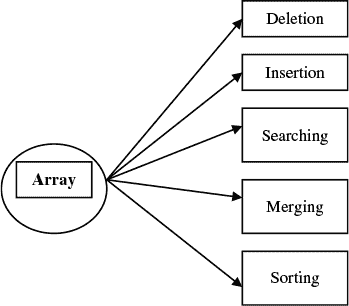 Deletion
Insertion
Searching
Array
Merging
Sorting